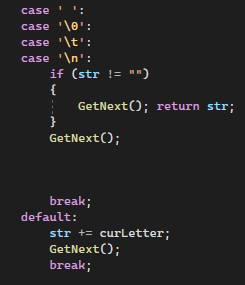 case ' ':
case '\0':
case '\t':
case '\n':
if (str != "")
{
GetNext(); return str;
}
GetNext();
break;
default:
str += curLetter;
GetNext();
break;